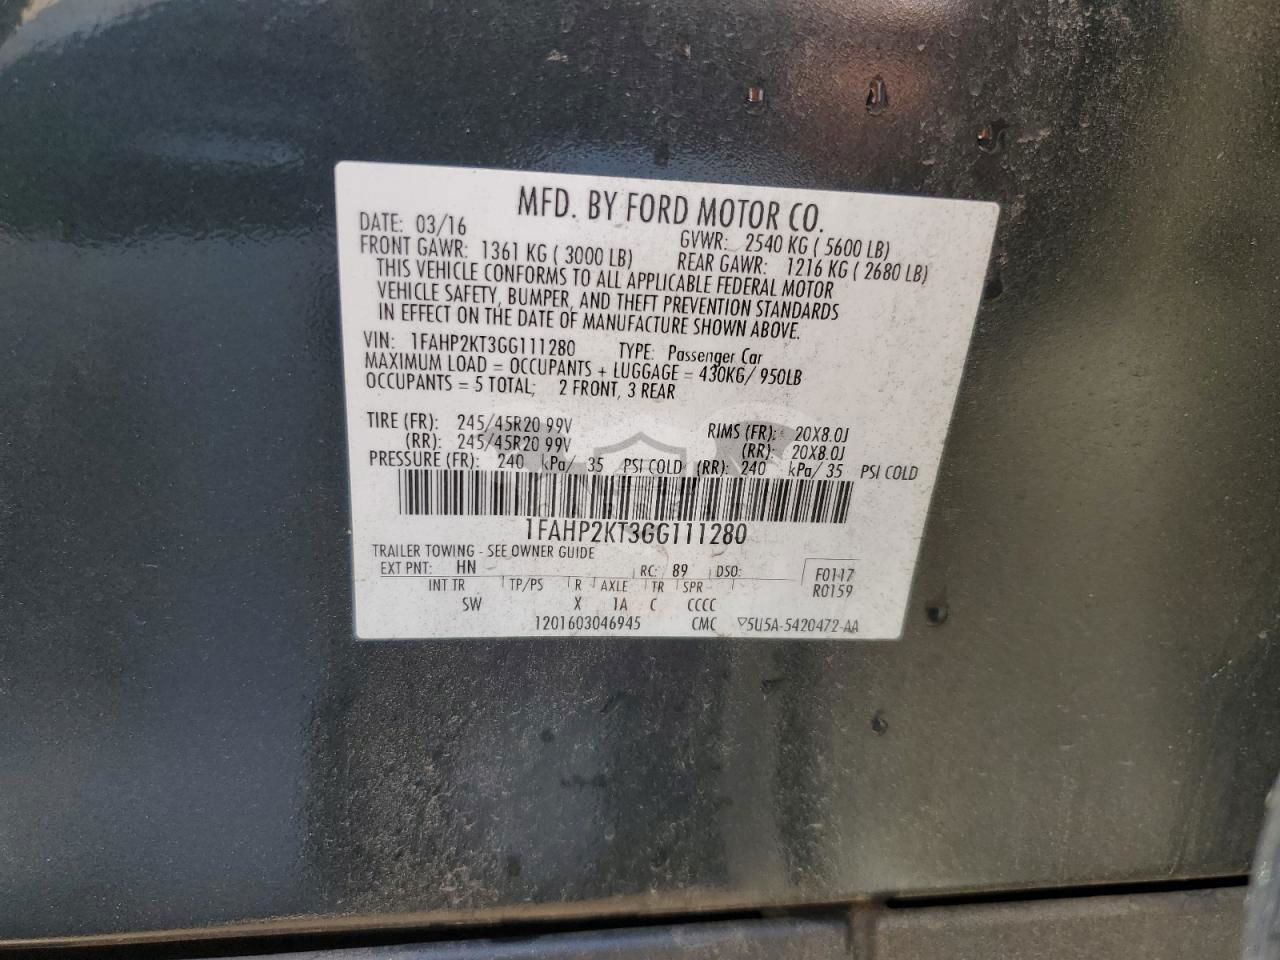 MFD. BY FORD MOTOR CO.
DATE: 03/16 GVWR: 2540 KG ( 5600 LB)
FRONT GAWR: 1361 KG ( 3000 LB) REAR GAWR: 1216 KG ( 2680 LB)
THIS VEHICLE CONFORMS TO ALL APPLICABLE FEDERAL MOTOR
VEHICLE SAFETY, BUMPER, AND THEFT PREVENTION STANDARDS
IN EFFECT ON THE DATE OF MANUFACTURE SHOWN ABOVE.
VIN: 1FAHP2KT3GG111280 TYPE: Passenger Car
MAXIMUM LOAD = OCCUPANTS + LUGGAGE = 430KG/ 950LB
OCCUPANTS = 5 TOTAL; 2 FRONT, 3 REAR
TIRE (FR): 245/45R20 99V RIMS (FR): 20X8.0J
(RR): 245/45R20 99V (RR): 20X8.0J
PRESSURE (FR): 240 kPa/ 35 PSI COLD (RR): 240 kPa/ 35 PSI COLD
1FAHP2KT3GG111280
TRAILER TOWING - SEE OWNER GUIDE
EXT PNT: HN RC: 89 DSO: F0117
INT TR TP/PS R AXLE TR SPR R0159
SW X 1A C CCCC
1201603046945 CMC ▽5U5A-5420472-AA